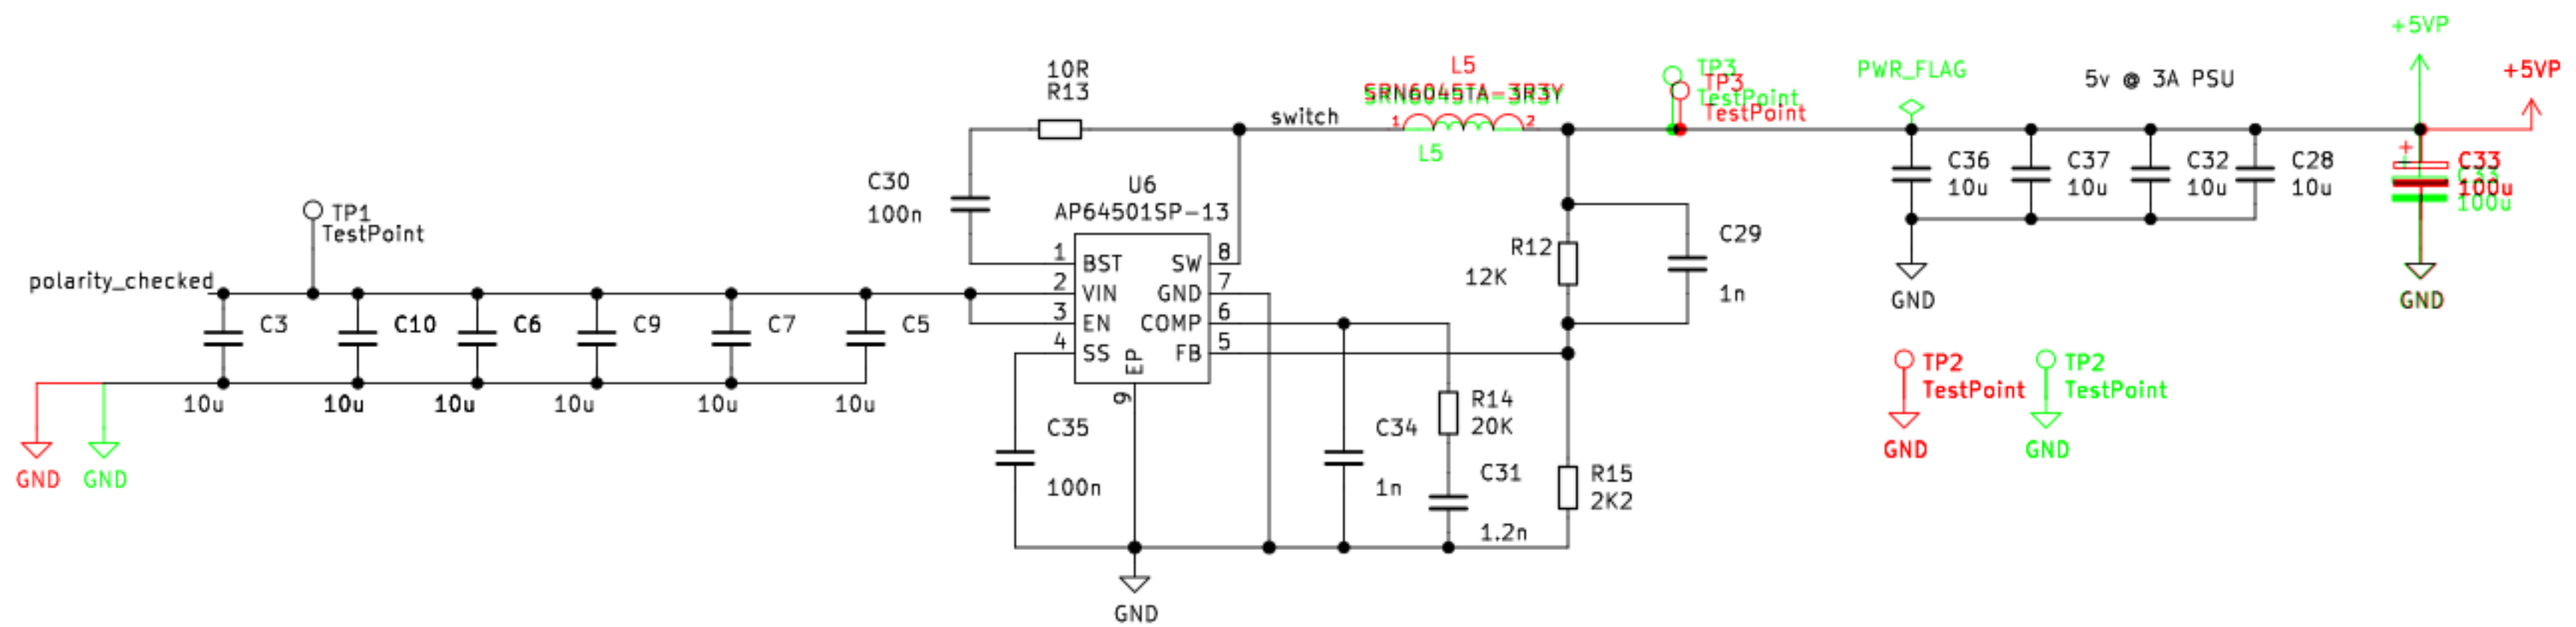 +5VP
10R
R13
L5
SRN6045TA-3R3Y
1
2
L5
switch
TP3
TP3
TestPoint
TestPoint
PWR_FLAG
5v @ 3A PSU
+5VP
C30
100n
U6
AP64501SP-13
C36
10u
C37
10u
C32
10u
C28
10u
+
C33
100u
C33
100u
TP1
TestPoint
polarity_checked
C3
C10
C6
C9
C7
C5
10u
10u
10u
10u
10u
10u
GND
GND
1
BST
SW
8
2
VIN
GND
7
3
EN
COMP
6
4
SS
FB
5
EP
9
R12
12K
C29
1n
GND
GND
TP2
TestPoint
GND
TP2
TestPoint
GND
C35
100n
C34
1n
R14
20K
C31
1.2n
R15
2K2
GND